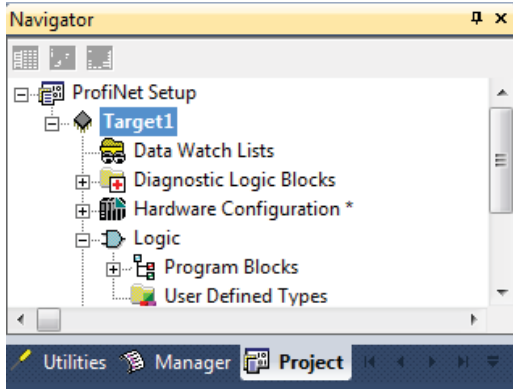 Navigator
ProfiNet Setup
Target1
Data Watch Lists
Diagnostic Logic Blocks
Hardware Configuration *
Logic
Program Blocks
User Defined Types
Utilities Manager Project